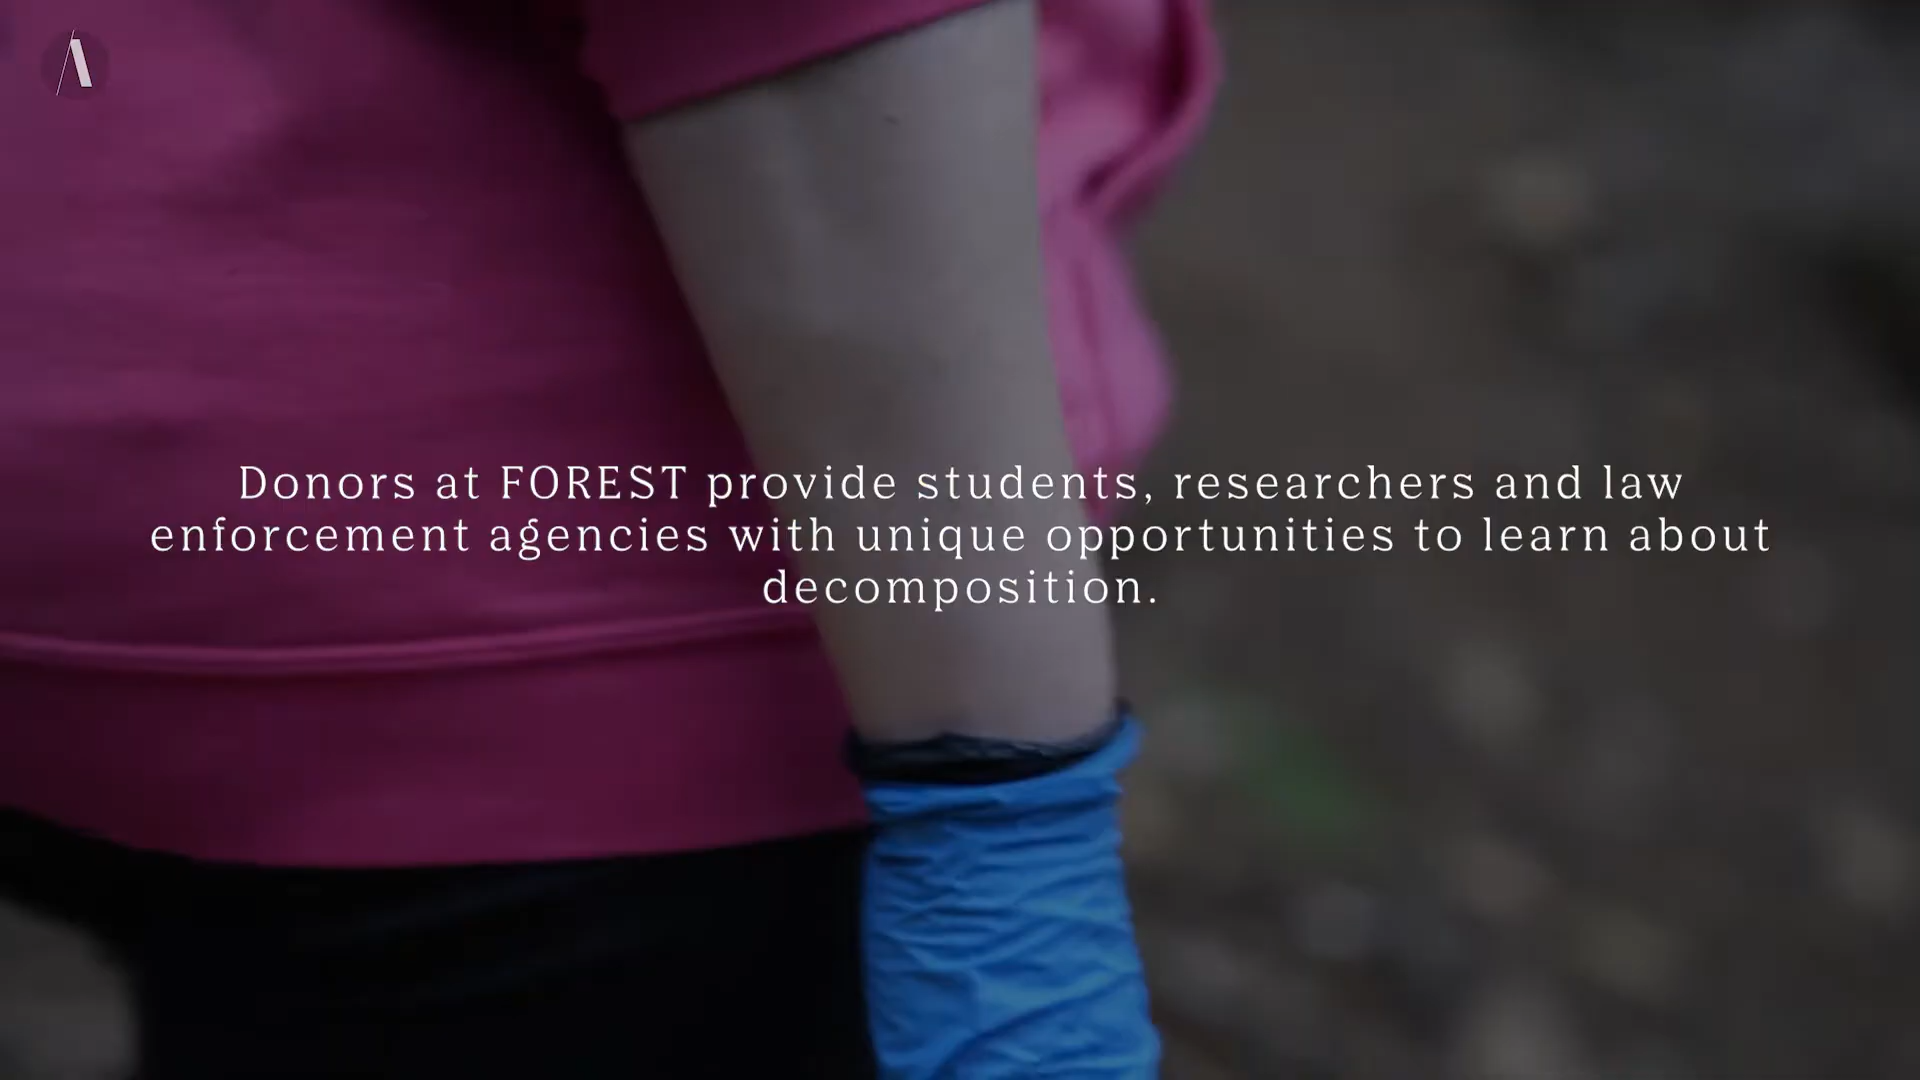 Donors at FOREST provide students, researchers and law
enforcement agencies with unique opportunities to learn about
decomposition.